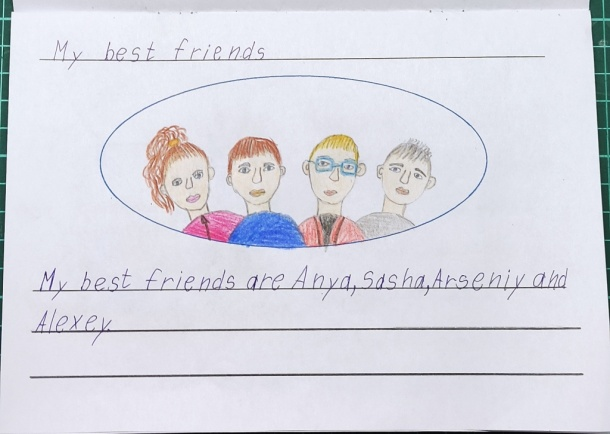 My best friends
My best friends are Anya, Sasha, Arseniy and
Alexey.